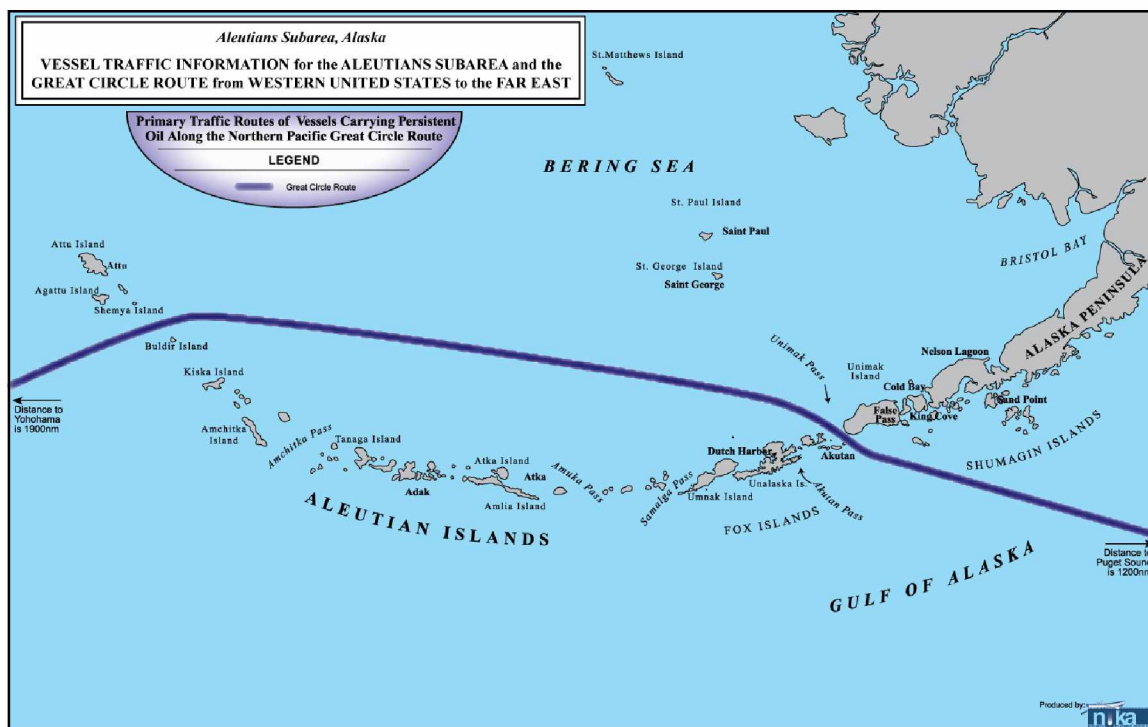 Aleutians Subarea, Alaska
VESSEL TRAFFIC INFORMATION for the ALEUTIANS SUBAREA and the
GREAT CIRCLE ROUTE from WESTERN UNITED STATES to the FAR EAST
Primary Traffic Routes of Vessels Carrying Persistent
Oil Along the Northern Pacific Great Circle Route
LEGEND
Great Circle Route
St.Matthews Island
BERING SEA
St. Paul Island
Saint Paul
St. George Island
Saint George
BRISTOL BAY
ALASKA PENINSULA
Attu Island
Attu
Agattu Island
Shemya Island
Buldir Island
Kiska Island
Amchitka Island
Amchitka Pass
Tanaga Island
Adak
Atka Island
Atka
Amlia Island
Amuka Pass
Samalga Pass
Umnak Island
Dutch Harbor
Unalaska Is.
Akutan
Akutan Pass
Unimak Pass
Unimak
Island
False
Pass
Cold Bay
King Cove
Nelson Lagoon
Sand Point
SHUMAGIN ISLANDS
FOX ISLANDS
ALEUTIAN ISLANDS
GULF OF ALASKA
Distance to
Yohohama
is 1900nm
Distance to
Puget Sound
is 1200nm
Produced by:
nuka